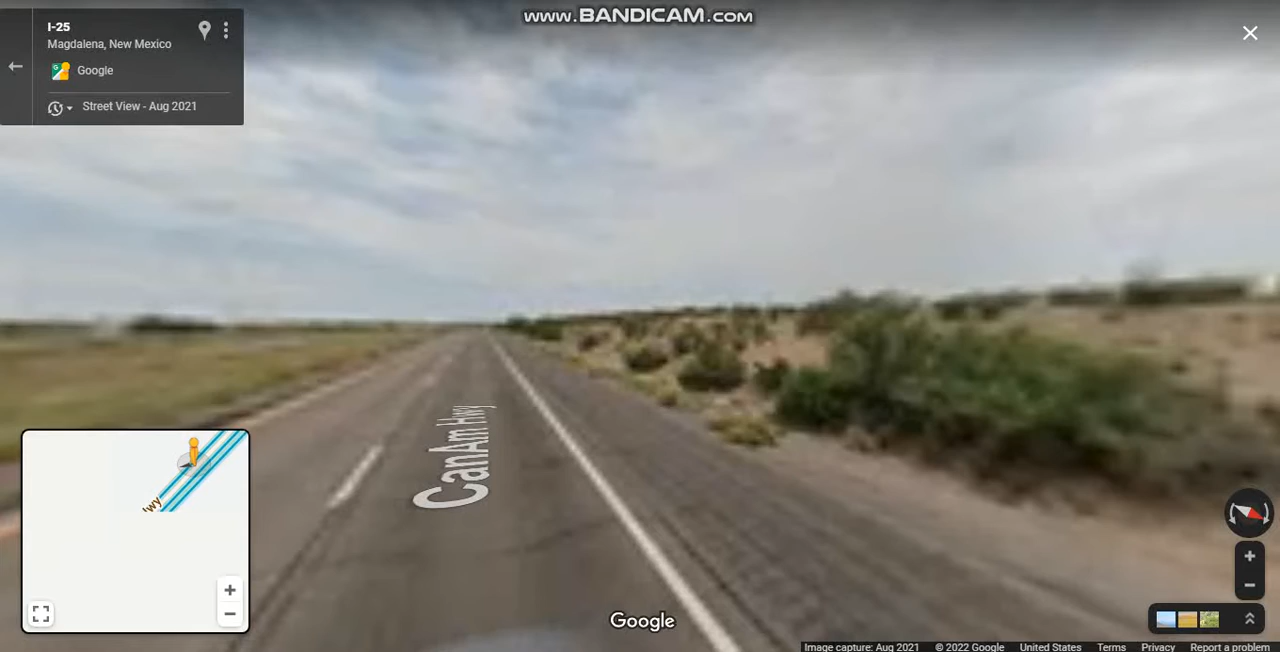 www.BANDICAM.com
I-25
Magdalena, New Mexico
Google
Street View - Aug 2021
CanAm Hwy
Google
Image capture: Aug 2021 © 2022 Google United States Terms Privacy Report a problem